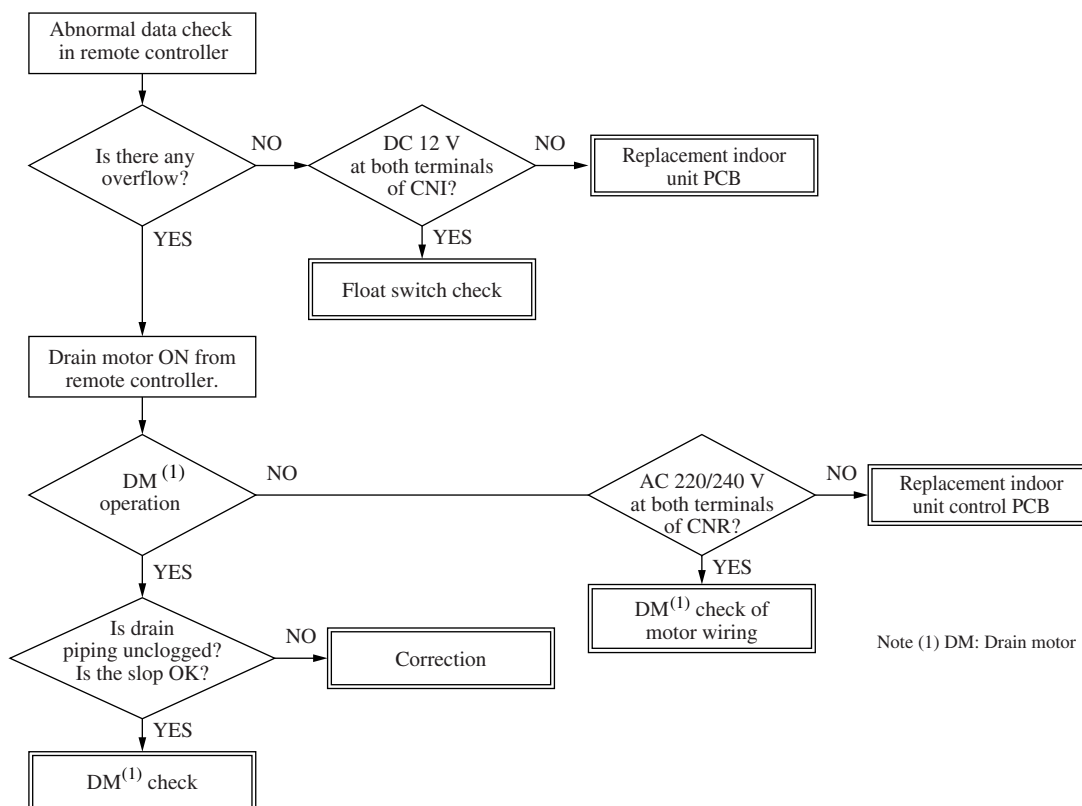 Abnormal data check
in remote controller
Is there any
overflow?
NO
DC 12 V
at both terminals
of CNI?
NO
Replacement indoor
unit PCB
YES
YES
Float switch check
Drain motor ON from
remote controller.
DM(1)
operation
NO
AC 220/240 V
at both terminals
of CNR?
NO
Replacement indoor
unit control PCB
YES
YES
DM(1) check of
motor wiring
Is drain
piping unclogged?
Is the slop OK?
NO
Correction
Note (1) DM: Drain motor
YES
DM(1) check